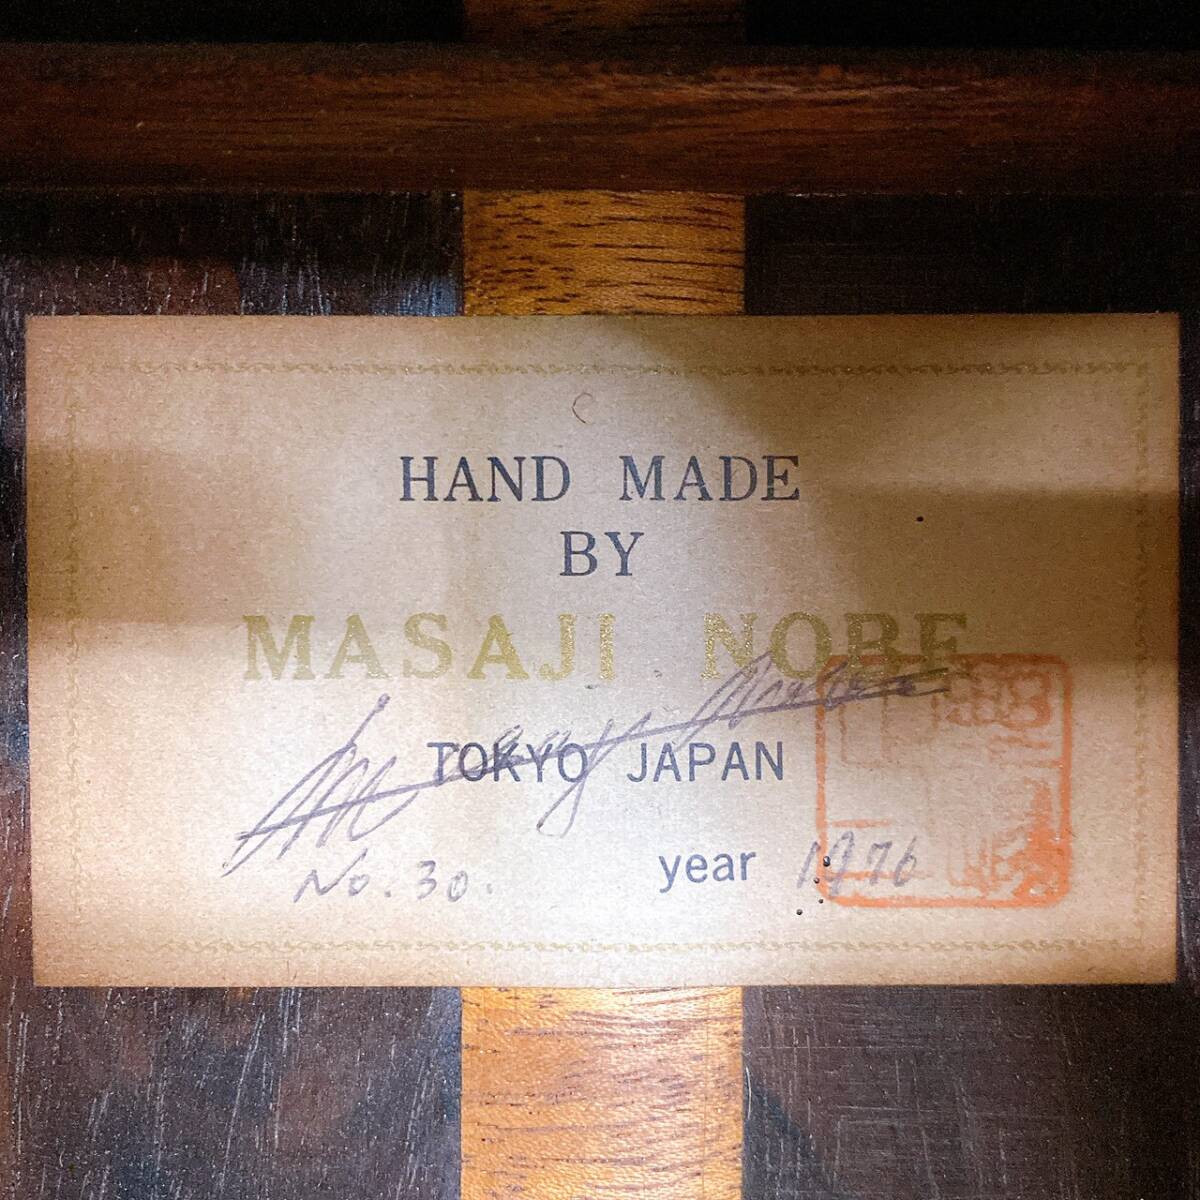 HAND MADE
BY
MASAJI NOBE
TOKYO JAPAN
No. 30.
year 1976